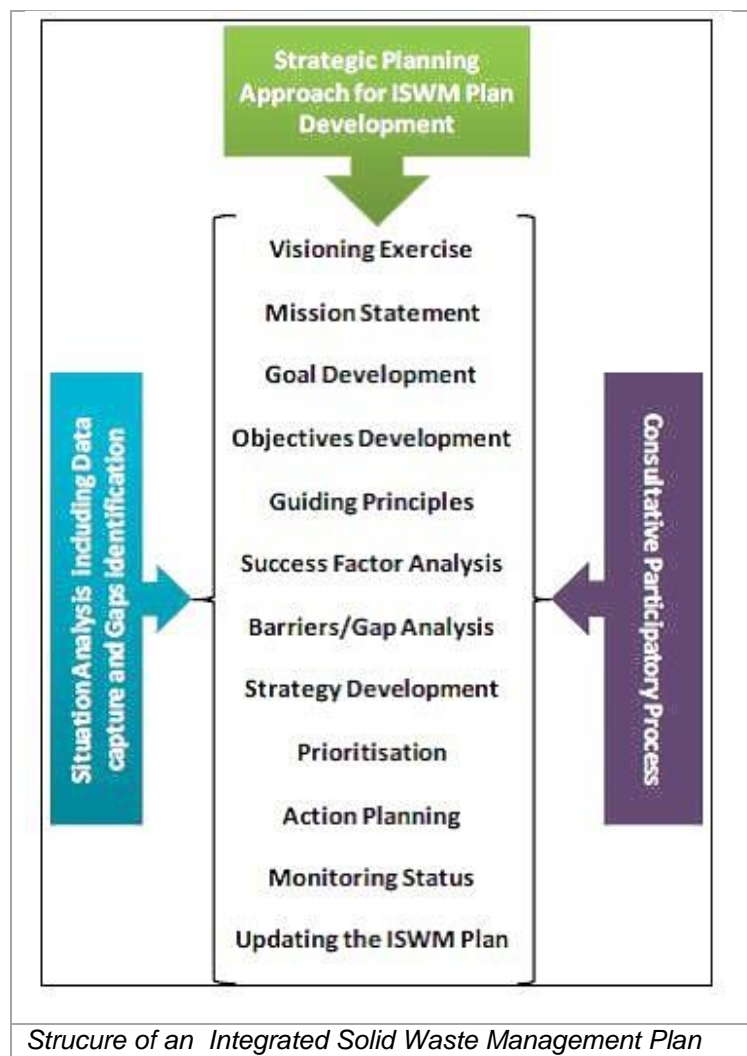 Strategic Planning
Approach for ISWM Plan
Development
Visioning Exercise
Mission Statement
Goal Development
Objectives Development
Guiding Principles
Success Factor Analysis
Barriers/Gap Analysis
Strategy Development
Prioritisation
Action Planning
Monitoring Status
Updating the ISWM Plan
Situation Analysis including Data
capture and Gaps Identification
Consultative Participatory Process
Strucure of an Integrated Solid Waste Management Plan